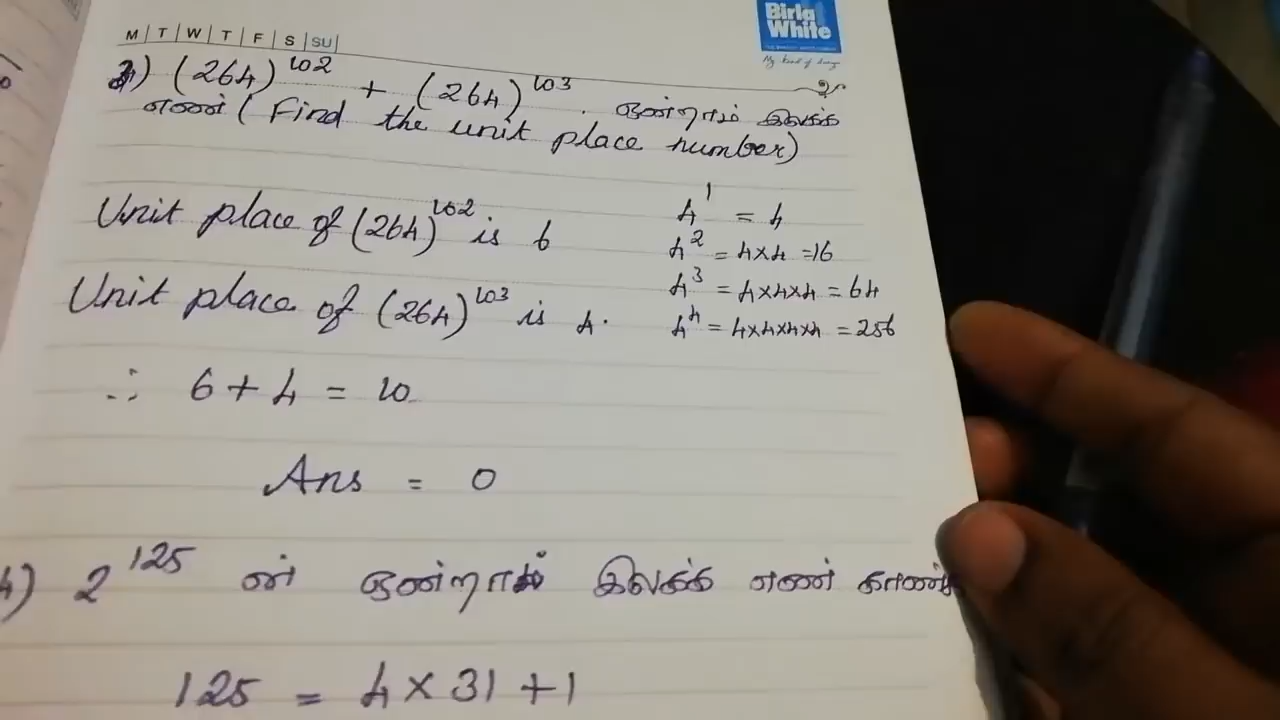 M T W T F S SU
Birla White
3) (264)^102 + (264)^103 . ஒன்றாம் இலக்க
எண் ( Find the unit place number)
Unit place of (264)^102 is 6
4^1 = 4
4^2 = 4×4 =16
Unit place of (264)^103 is 4.
4^3 = 4×4×4 = 64
4^4 = 4×4×4×4 = 256
∴ 6 + 4 = 10
Ans = 0
4) 2^125 ன் ஒன்றாம் இலக்க எண்
125 = 4 × 31 + 1